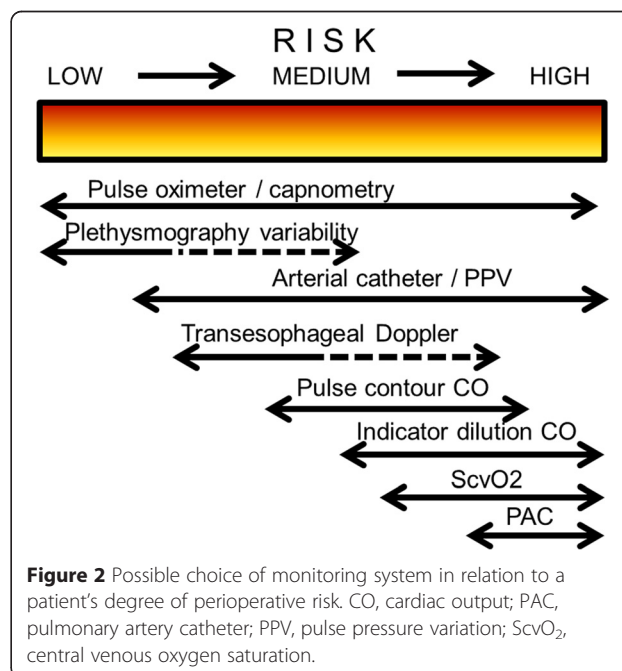 RISK
LOW MEDIUM HIGH
Pulse oximeter / capnometry
Plethysmography variability
Arterial catheter / PPV
Transesophageal Doppler
Pulse contour CO
Indicator dilution CO
ScvO2
PAC
Figure 2 Possible choice of monitoring system in relation to a
patient's degree of perioperative risk. CO, cardiac output; PAC,
pulmonary artery catheter; PPV, pulse pressure variation; ScvO₂,
central venous oxygen saturation.